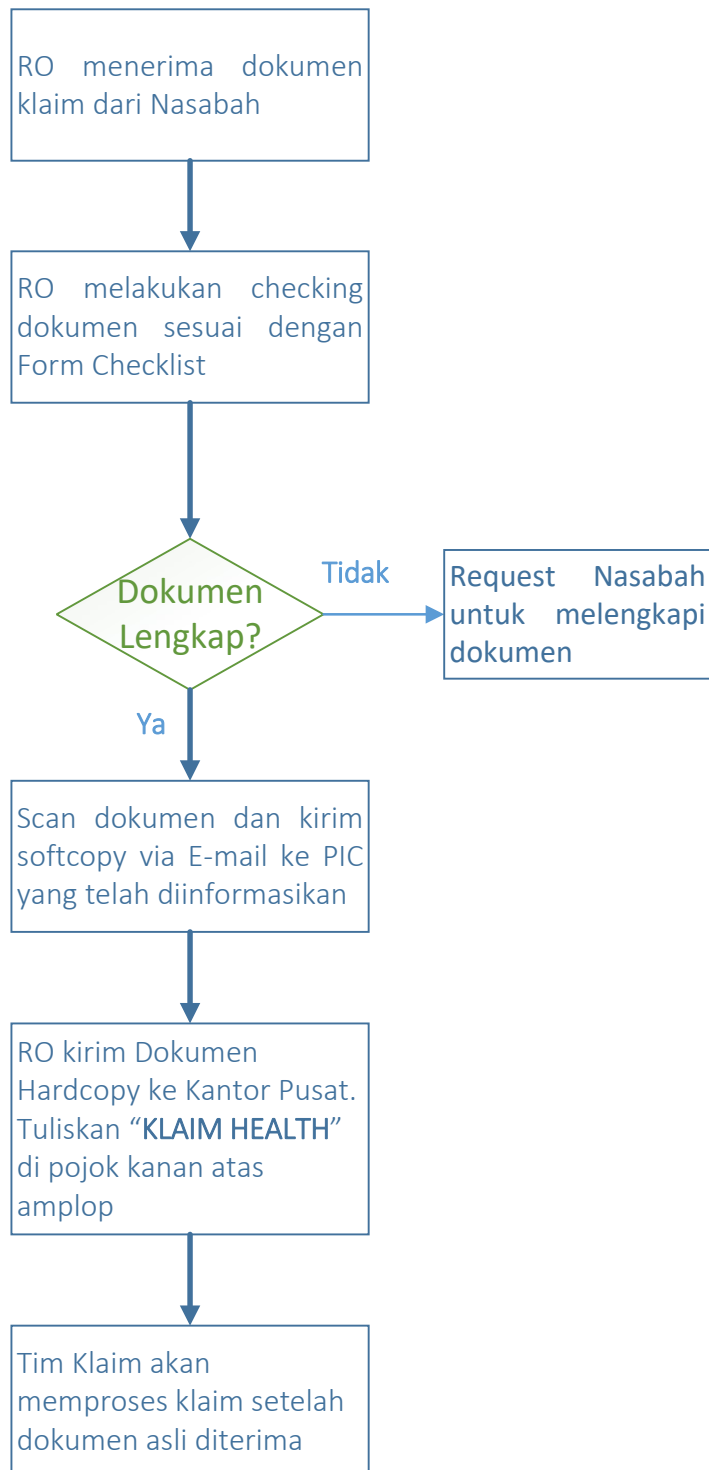 RO menerima dokumen
klaim dari Nasabah
RO melakukan checking
dokumen sesuai dengan
Form Checklist
Dokumen
Lengkap?
Tidak
Request Nasabah
untuk melengkapi
dokumen
Ya
Scan dokumen dan kirim
softcopy via E-mail ke PIC
yang telah diinformasikan
RO kirim Dokumen
Hardcopy ke Kantor Pusat.
Tuliskan “KLAIM HEALTH”
di pojok kanan atas
amplop
Tim Klaim akan
memproses klaim setelah
dokumen asli diterima